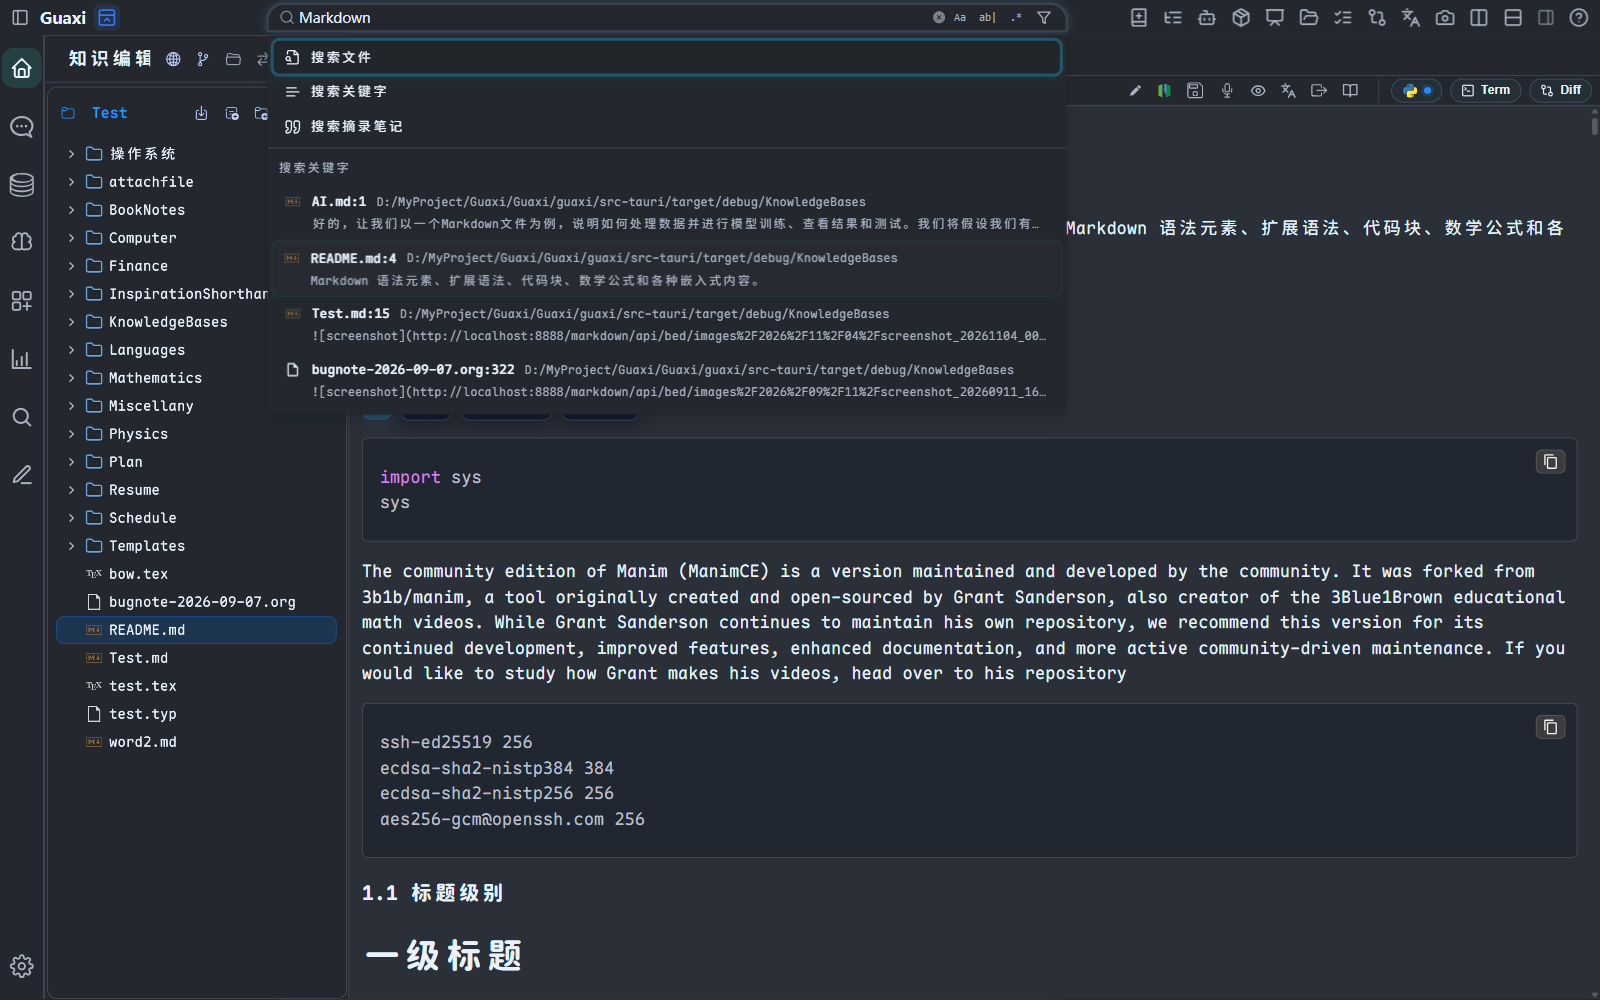 Guaxi
Markdown
Aa
ab|
.*
知识编辑
搜索文件
搜索关键字
搜索摘录笔记
搜索关键字
AI.md:1 D:/MyProject/Guaxi/Guaxi/guaxi/src-tauri/target/debug/KnowledgeBases
好的，让我们以一个Markdown文件为例，说明如何处理数据并进行模型训练、查看结果和测试。我们将假设我们有…
README.md:4 D:/MyProject/Guaxi/Guaxi/guaxi/src-tauri/target/debug/KnowledgeBases
Markdown 语法元素、扩展语法、代码块、数学公式和各种嵌入式内容。
Test.md:15 D:/MyProject/Guaxi/Guaxi/guaxi/src-tauri/target/debug/KnowledgeBases
![screenshot](http://localhost:8888/markdown/api/bed/images%2F2026%2F11%2F04%2Fscreenshot_20261104_00…
bugnote-2026-09-07.org:322 D:/MyProject/Guaxi/Guaxi/guaxi/src-tauri/target/debug/KnowledgeBases
![screenshot](http://localhost:8888/markdown/api/bed/images%2F2026%2F09%2F11%2Fscreenshot_20260911_16…
Term
Diff
Test
操作系统
attachfile
BookNotes
Computer
Finance
InspirationShorthan
KnowledgeBases
Languages
Mathematics
Miscellany
Physics
Plan
Resume
Schedule
Templates
TEX bow.tex
bugnote-2026-09-07.org
M↓ README.md
M↓ Test.md
TEX test.tex
test.typ
M↓ word2.md
Markdown 语法元素、扩展语法、代码块、数学公式和各
import sys
sys
The community edition of Manim (ManimCE) is a version maintained and developed by the community. It was forked from
3b1b/manim, a tool originally created and open-sourced by Grant Sanderson, also creator of the 3Blue1Brown educational
math videos. While Grant Sanderson continues to maintain his own repository, we recommend this version for its
continued development, improved features, enhanced documentation, and more active community-driven maintenance. If you
would like to study how Grant makes his videos, head over to his repository
ssh-ed25519 256
ecdsa-sha2-nistp384 384
ecdsa-sha2-nistp256 256
aes256-gcm@openssh.com 256
1.1 标题级别
一级标题